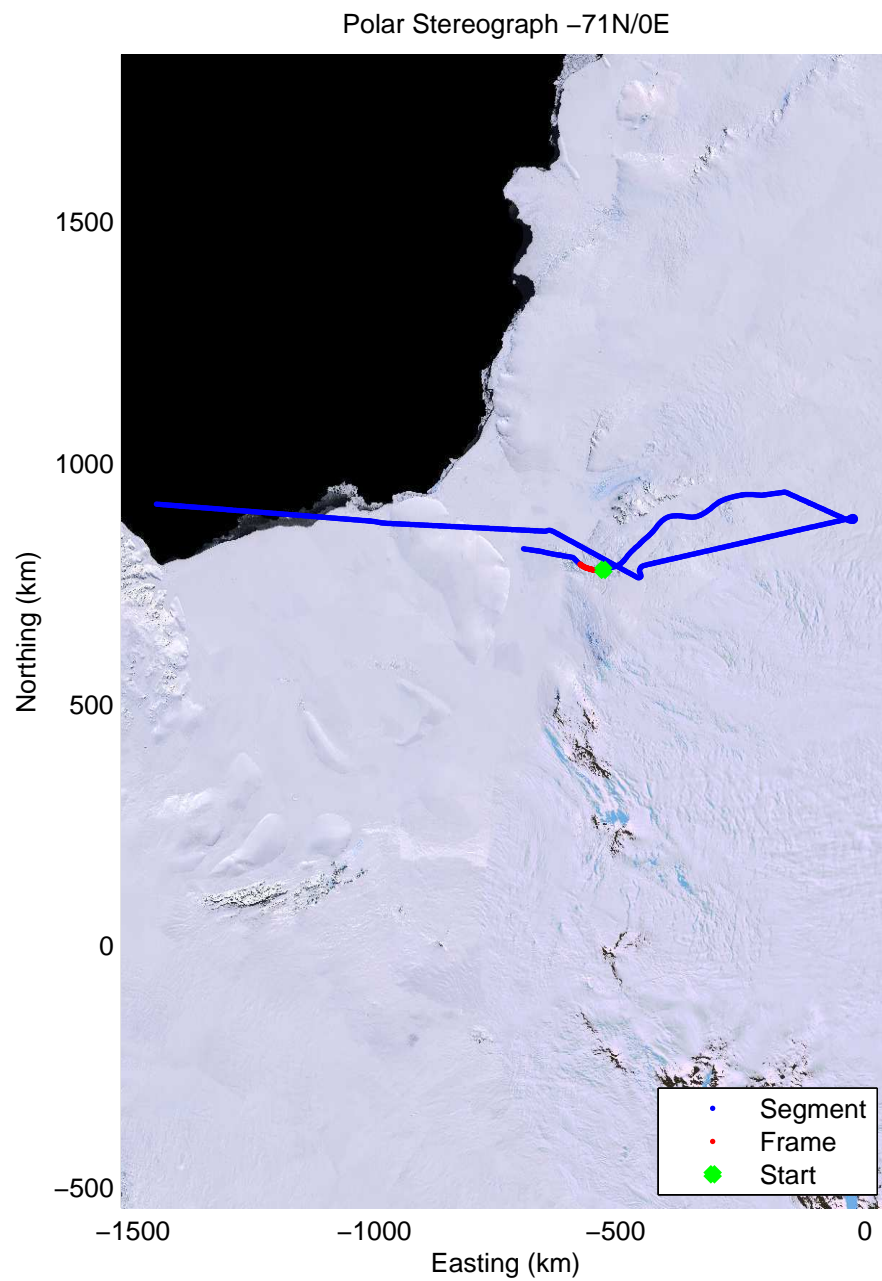 Polar Stereograph −71N/0E
1500
1000
500
0
−500
−1500
−1000
−500
0
Northing (km)
Easting (km)
Segment
Frame
Start